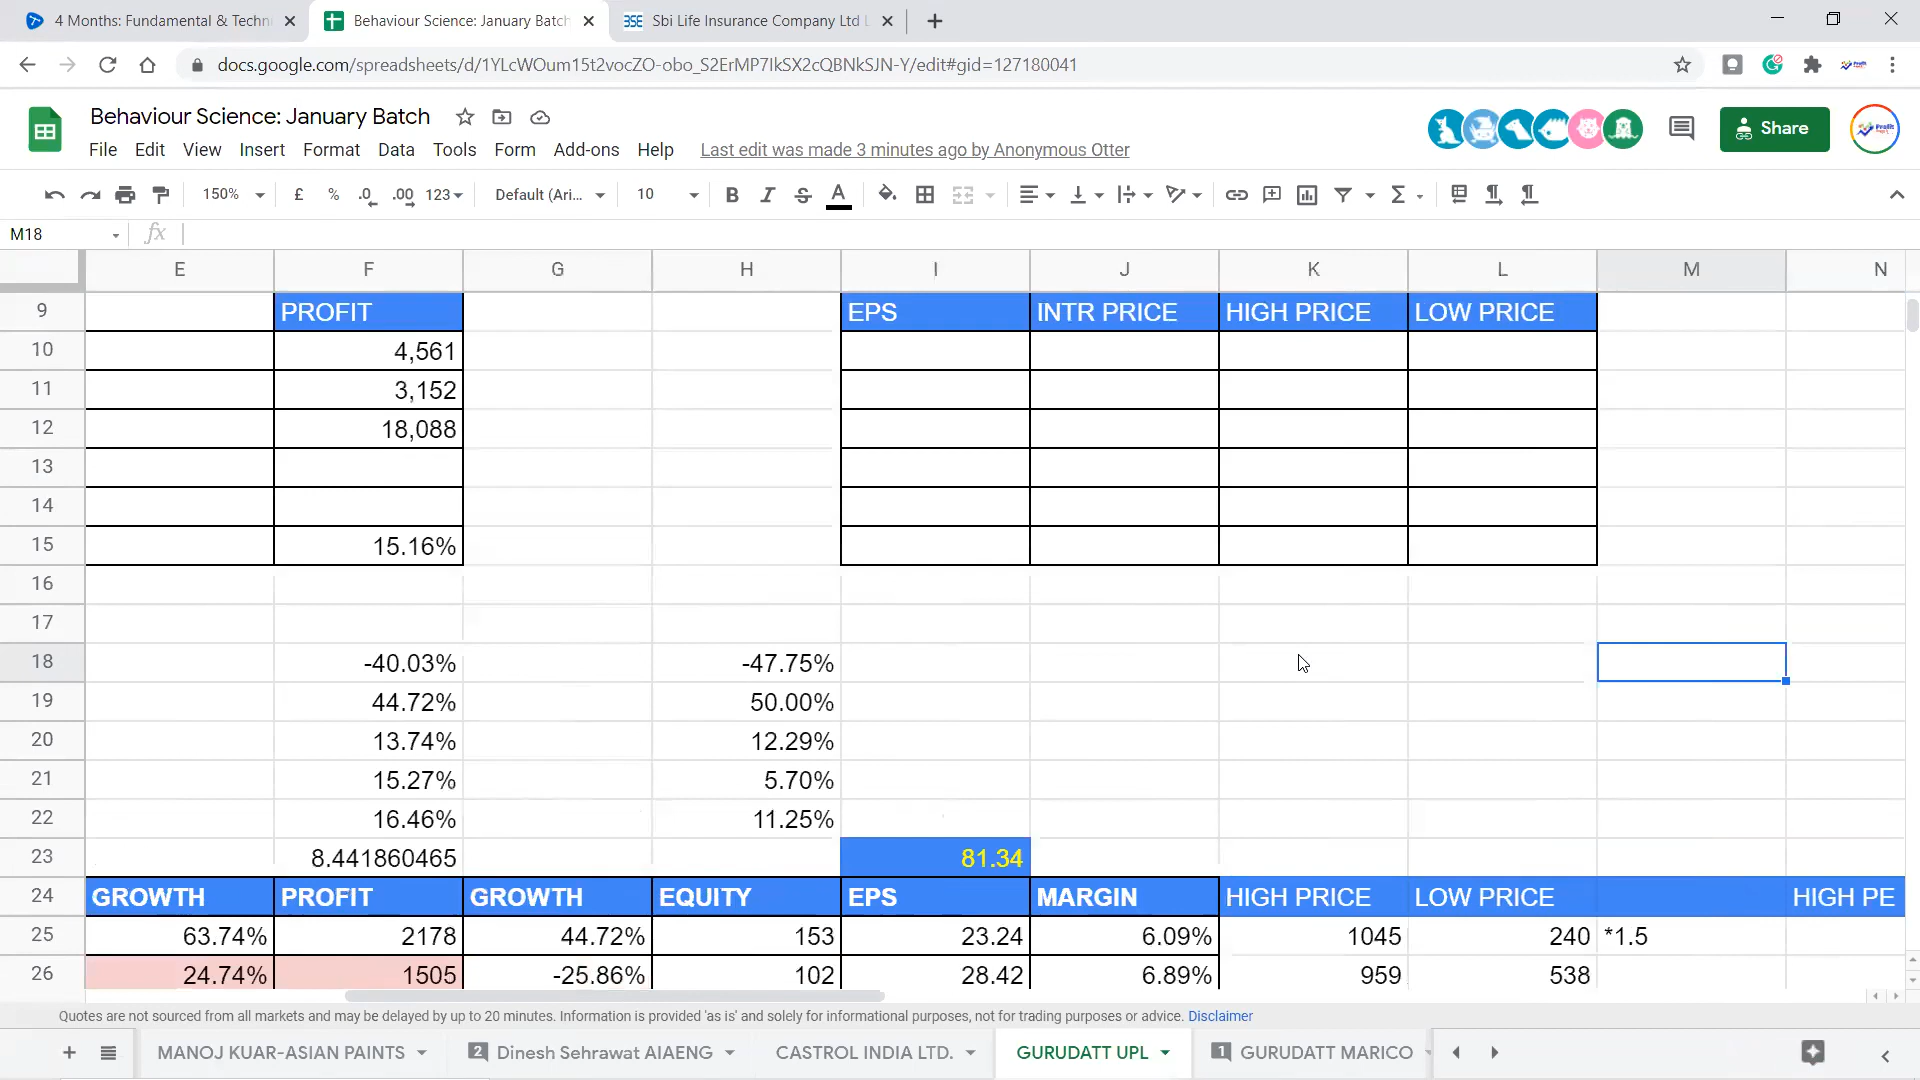 4 Months: Fundamental & Techn
Behaviour Science: January Batch
Sbi Life Insurance Company Ltd
docs.google.com/spreadsheets/d/1YLcWOum15t2vocZO-obo_S2ErMP7IkSX2cQBNkSJN-Y/edit#gid=127180041
Behaviour Science: January Batch
File Edit View Insert Format Data Tools Form Add-ons Help Last edit was made 3 minutes ago by Anonymous Otter
Share
150% £ % .0 .00 123 Default (Ari... 10 B I S A
M18 fx
E F G H I J K L M N
9 PROFIT EPS INTR PRICE HIGH PRICE LOW PRICE
10 4,561
11 3,152
12 18,088
13
14
15 15.16%
16
17
18 -40.03% -47.75%
19 44.72% 50.00%
20 13.74% 12.29%
21 15.27% 5.70%
22 16.46% 11.25%
23 8.441860465 81.34
24 GROWTH PROFIT GROWTH EQUITY EPS MARGIN HIGH PRICE LOW PRICE HIGH PE
25 63.74% 2178 44.72% 153 23.24 6.09% 1045 240 *1.5
26 24.74% 1505 -25.86% 102 28.42 6.89% 959 538
Quotes are not sourced from all markets and may be delayed by up to 20 minutes. Information is provided 'as is' and solely for informational purposes, not for trading purposes or advice. Disclaimer
MANOJ KUAR-ASIAN PAINTS 2 Dinesh Sehrawat AIAENG CASTROL INDIA LTD. GURUDATT UPL 1 GURUDATT MARICO